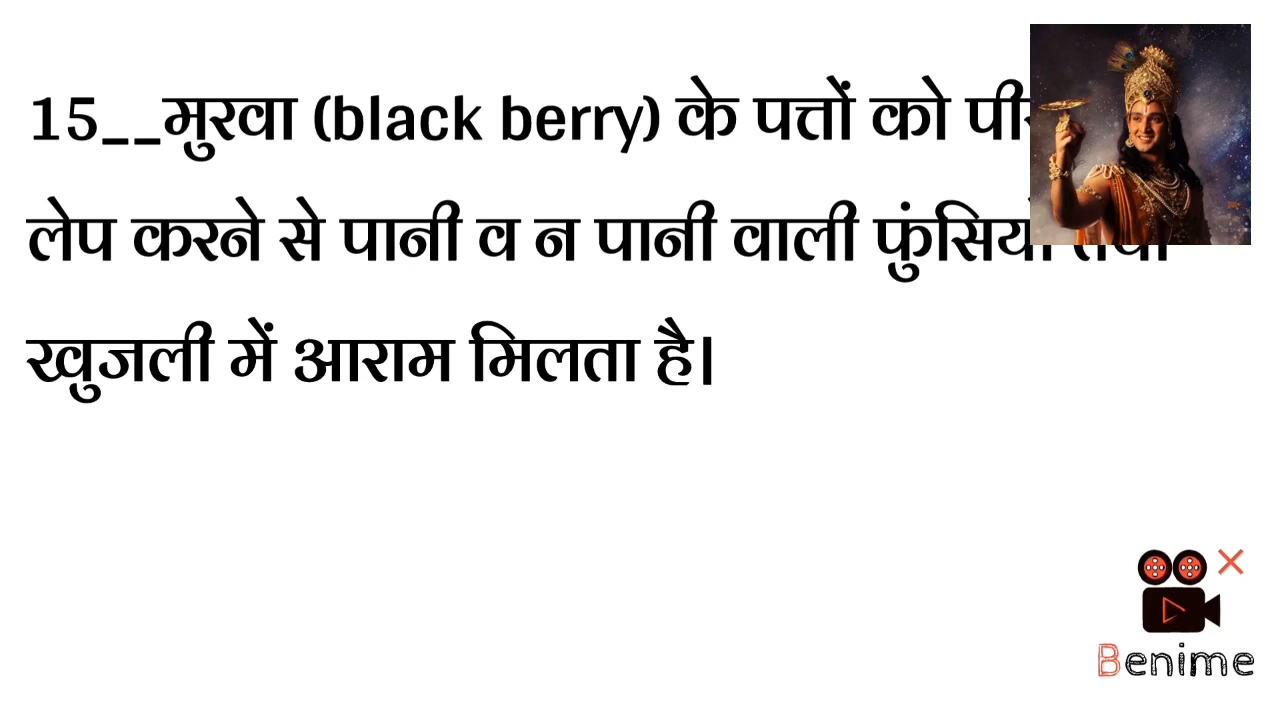 15__मुरवा (black berry) के पत्तों को
लेप करने से पानी व न पानी वाली
खुजली में आराम मिलता है।
Benime